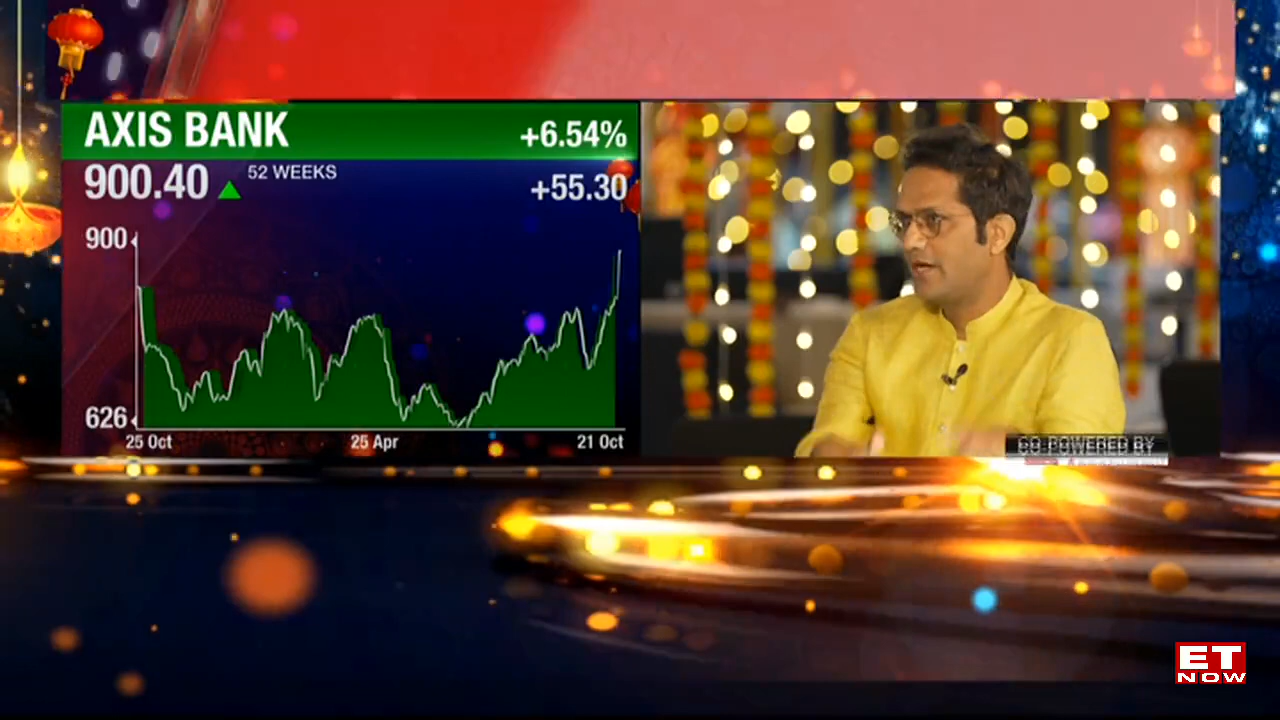 AXIS BANK
+6.54%
900.40
52 WEEKS
+55.30
900
626
25 Oct
25 Apr
21 Oct
CO-POWERED BY
ET
NOW